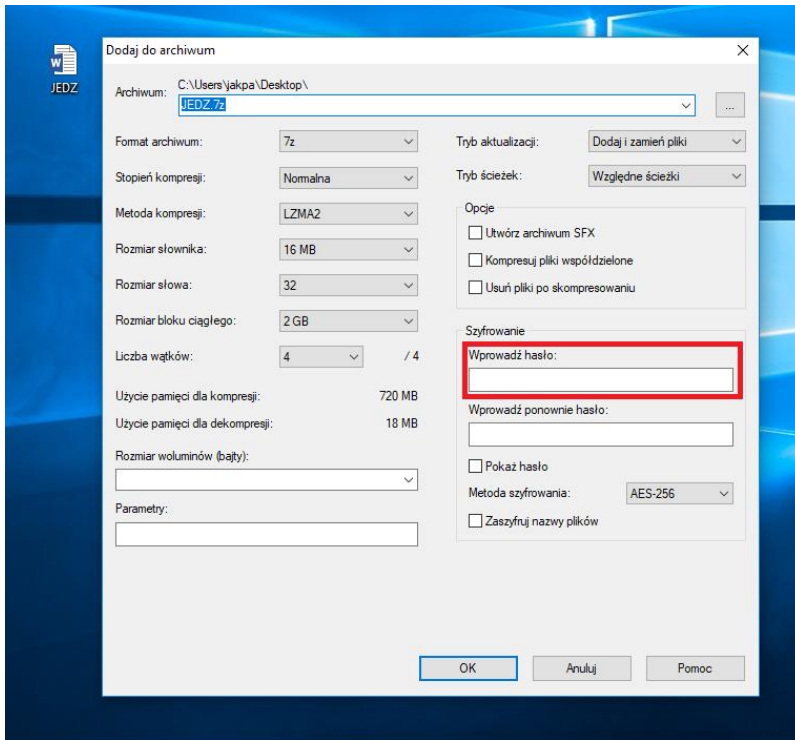 W
JEDZ
Dodaj do archiwum
Archiwum:
C:\Users\jakpa\Desktop\
JEDZ.7z
...
Format archiwum:
7z
Stopień kompresji:
Normalna
Metoda kompresji:
LZMA2
Rozmiar słownika:
16 MB
Rozmiar słowa:
32
Rozmiar bloku ciągłego:
2 GB
Liczba wątków:
4
/ 4
Użycie pamięci dla kompresji:
720 MB
Użycie pamięci dla dekompresji:
18 MB
Rozmiar woluminów (bajty):
Parametry:
Tryb aktualizacji:
Dodaj i zamień pliki
Tryb ścieżek:
Względne ścieżki
Opcje
Utwórz archiwum SFX
Kompresuj pliki współdzielone
Usuń pliki po skompresowaniu
Szyfrowanie
Wprowadź hasło:
Wprowadź ponownie hasło:
Pokaż hasło
Metoda szyfrowania:
AES-256
Zaszyfruj nazwy plików
OK
Anuluj
Pomoc